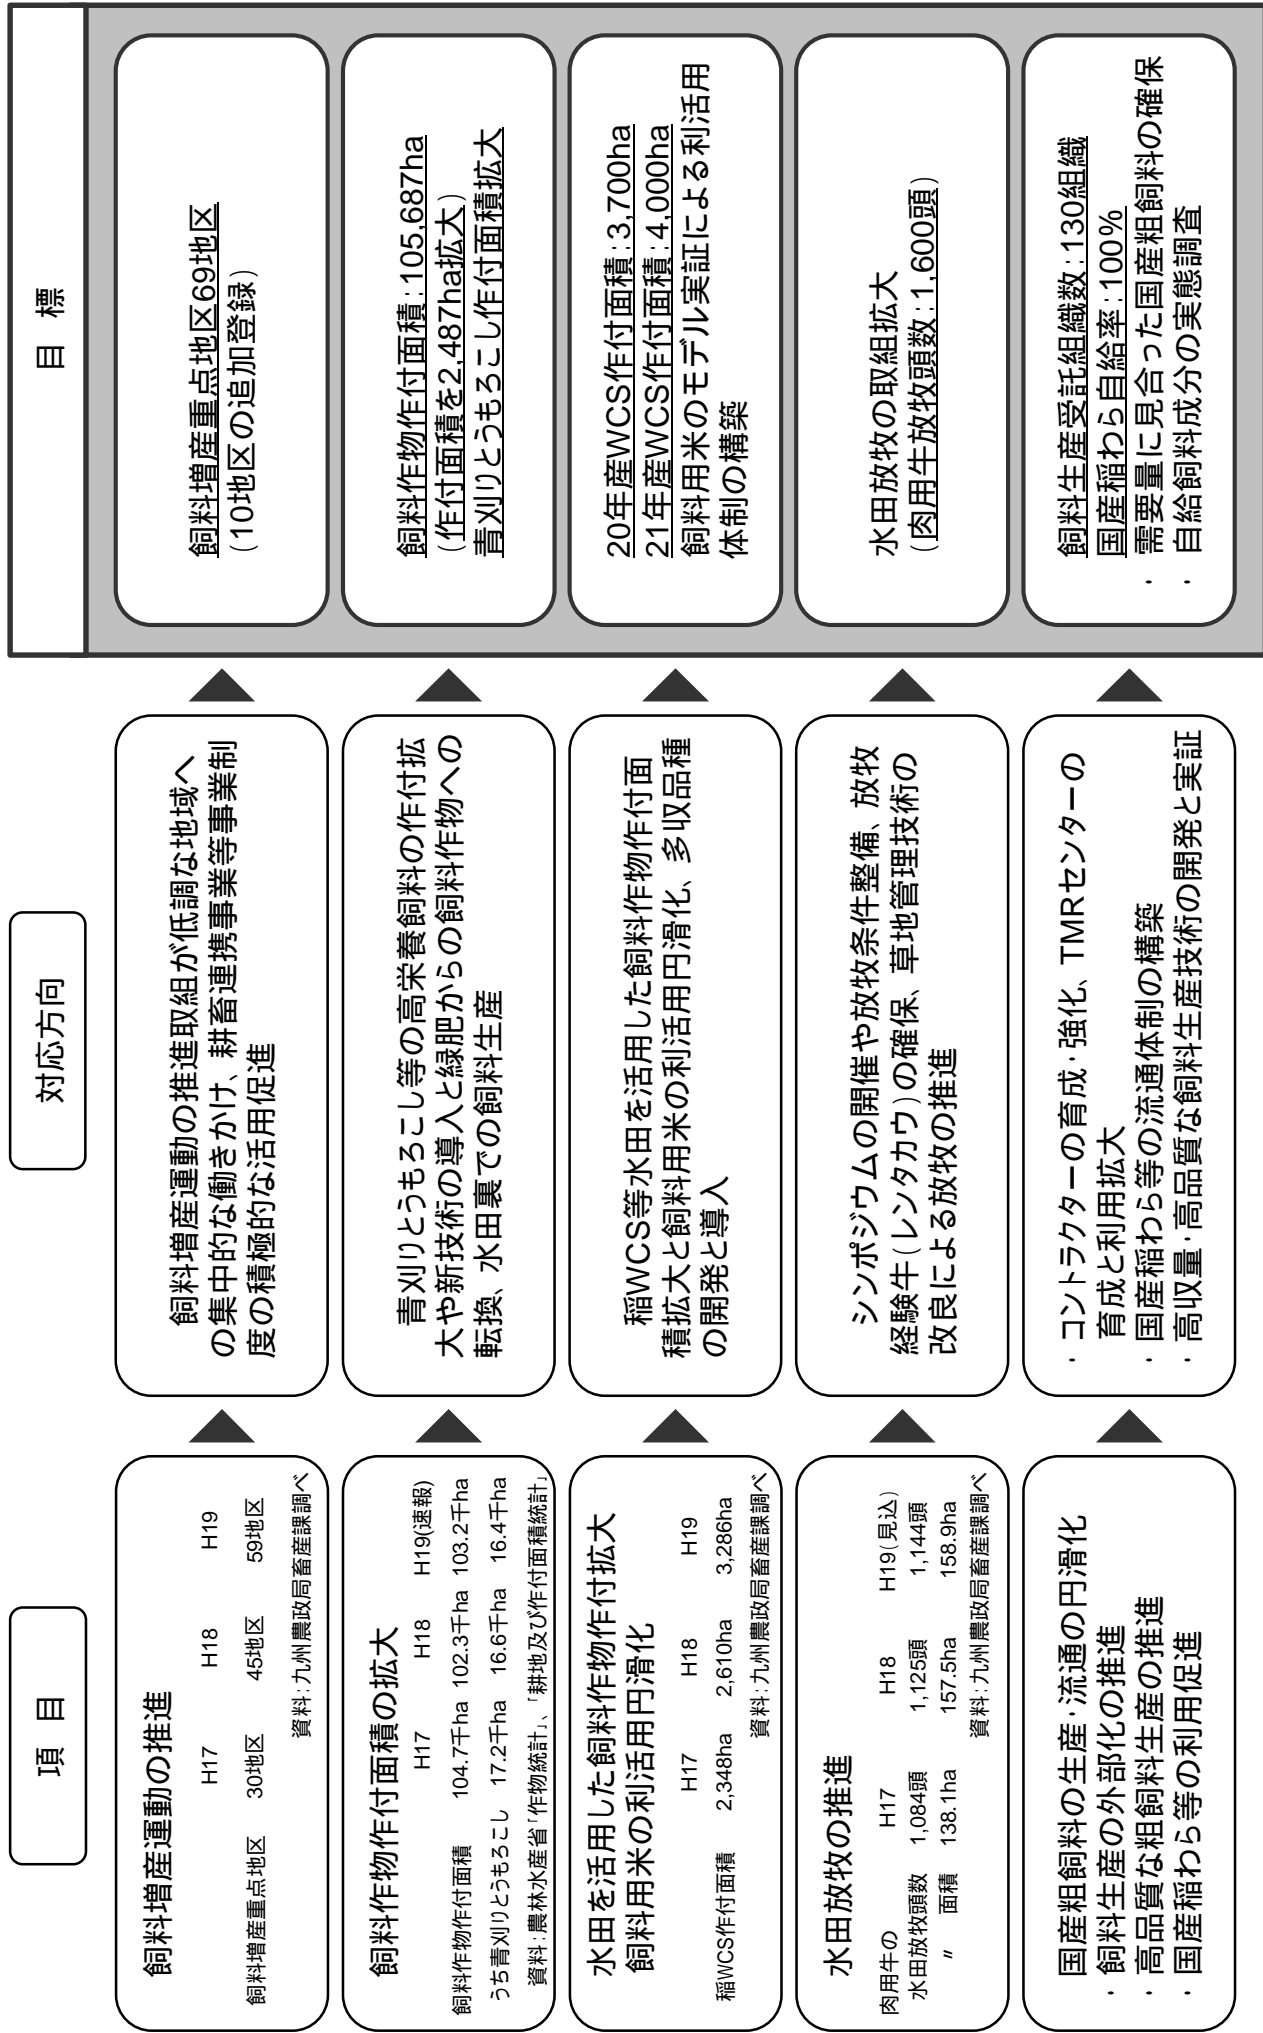 項　目
対応方向
目　標
飼料増産運動の推進
H17 H18 H19
飼料増産重点地区 30地区 45地区 59地区
資料：九州農政局畜産課調べ
飼料増産運動の推進取組が低調な地域へ
の集中的な働きかけ、耕畜連携事業等事業制
度の積極的な活用促進
飼料増産重点地区69地区
（10地区の追加登録）
飼料作物作付面積の拡大
H17 H18 H19(速報)
飼料作物作付面積 104.7千ha 102.3千ha 103.2千ha
うち青刈りとうもろこし 17.2千ha 16.6千ha 16.4千ha
資料：農林水産省「作物統計」、「耕地及び作付面積統計」
青刈りとうもろこし等の高栄養飼料の作付拡
大や新技術の導入と緑肥からの飼料作物への
転換、水田裏での飼料生産
飼料作物作付面積：105,687ha
（作付面積を2,487ha拡大）
青刈りとうもろこし作付面積拡大
水田を活用した飼料作物作付拡大
飼料用米の利活用円滑化
H17 H18 H19
稲WCS作付面積 2,348ha 2,610ha 3,286ha
資料：九州農政局畜産課調べ
稲WCS等水田を活用した飼料作物作付面
積拡大と飼料用米の利活用円滑化、多収品種
の開発と導入
20年産WCS作付面積：3,700ha
21年産WCS作付面積：4,000ha
飼料用米のモデル実証による利活用
体制の構築
水田放牧の推進
肉用牛の H17 H18 H19（見込）
水田放牧頭数 1,084頭 1,125頭 1,144頭
〃　面積 138.1ha 157.5ha 158.9ha
資料：九州農政局畜産課調べ
シンポジウムの開催や放牧条件整備、放牧
経験牛（レンタカウ）の確保、草地管理技術の
改良による放牧の推進
水田放牧の取組拡大
（肉用牛放牧頭数：1,600頭）
国産粗飼料の生産・流通の円滑化
・飼料生産の外部化の推進
・高品質な粗飼料生産の推進
・国産稲わら等の利用促進
・コントラクターの育成・強化、TMRセンターの
育成と利用拡大
・国産稲わら等の流通体制の構築
・高収量・高品質な飼料生産技術の開発と実証
飼料生産受託組織数：130組織
国産稲わら自給率：100%
・需要量に見合った国産粗飼料の確保
・自給飼料成分の実態調査